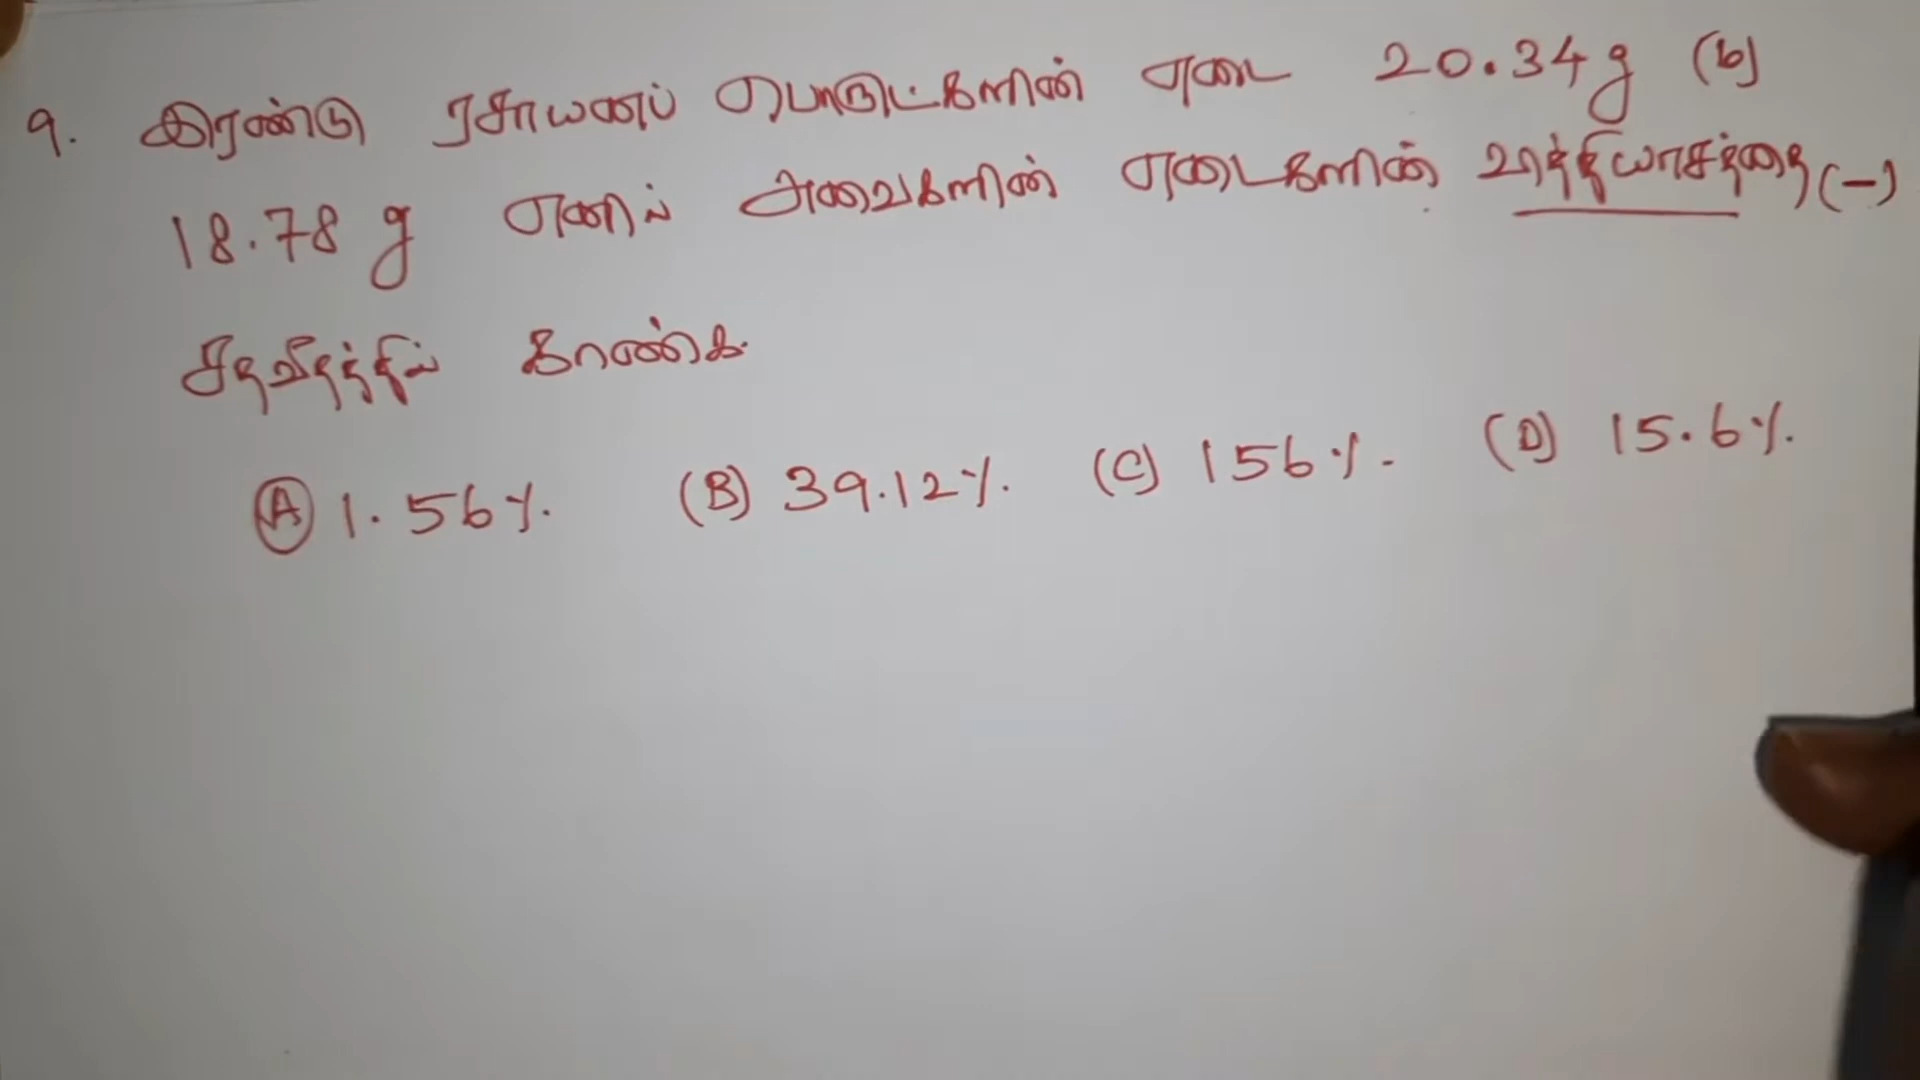 9. இரண்டு ரசாயனப் பொருட்களின் எடை 20.34g (b)
18.78 g எனில் அவைகளின் எடைகளின் வித்தியாசத்தை (-)
சதவீதத்தில் காண்க.
(A) 1.56%. (B) 39.12%. (C) 156%. (D) 15.6%.